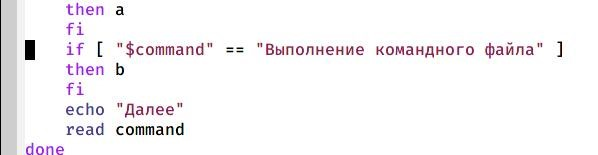 then a
fi
if [ "$command" == "Выполнение командного файла" ]
then b
fi
echo "Далее"
read command
done